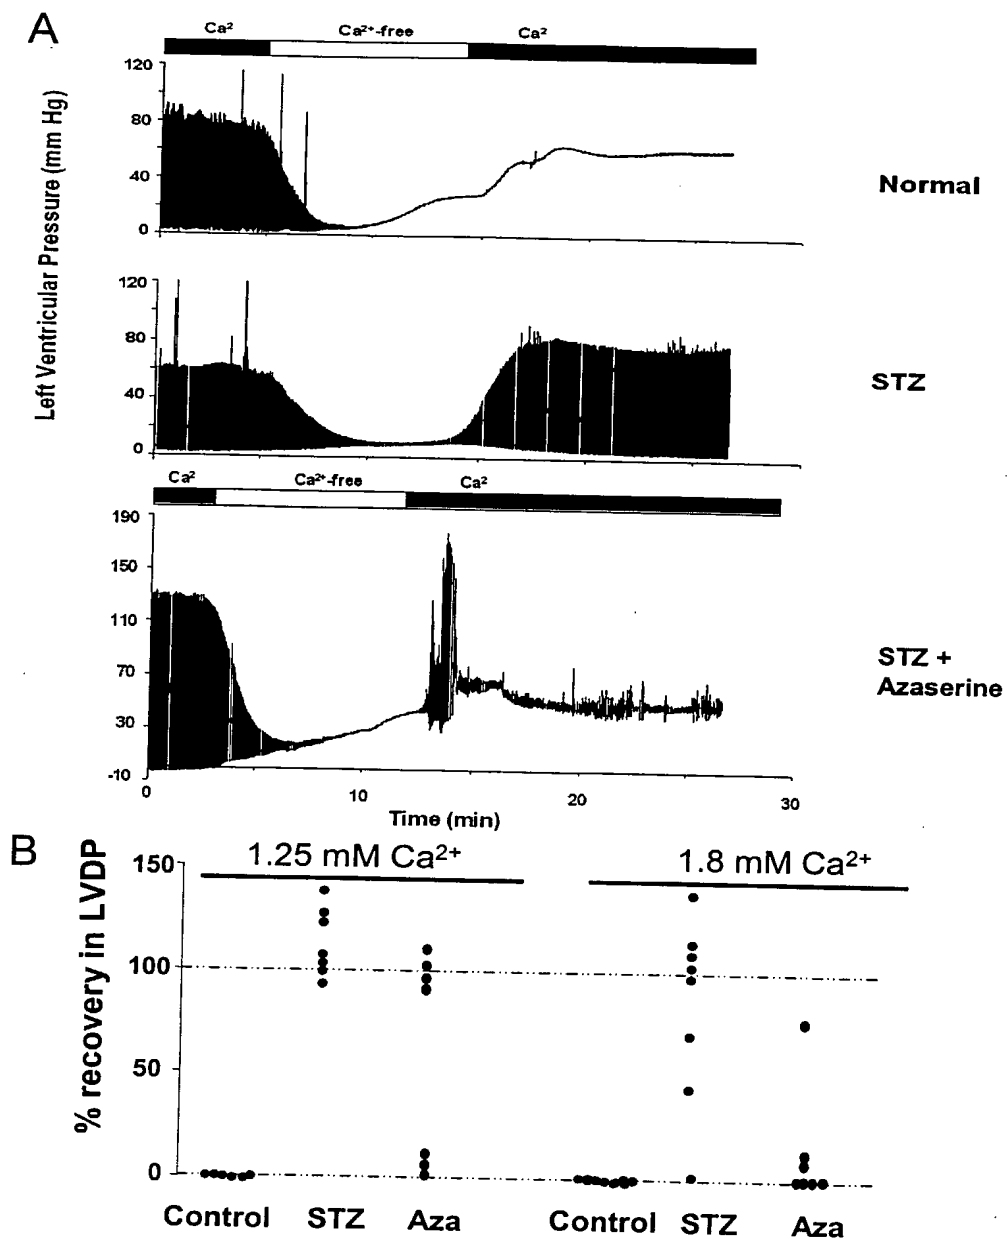 A
Ca²
Ca²⁺-free
Ca²
Left Ventricular Pressure (mm Hg)
120
80
40
0
Normal
120
80
40
0
STZ
Ca²
Ca²⁺-free
Ca²
190
150
110
70
30
-10
STZ +
Azaserine
0
10
20
30
Time (min)
B
% recovery in LVDP
1.25 mM Ca²⁺
1.8 mM Ca²⁺
150
100
50
0
Control
STZ
Aza
Control
STZ
Aza